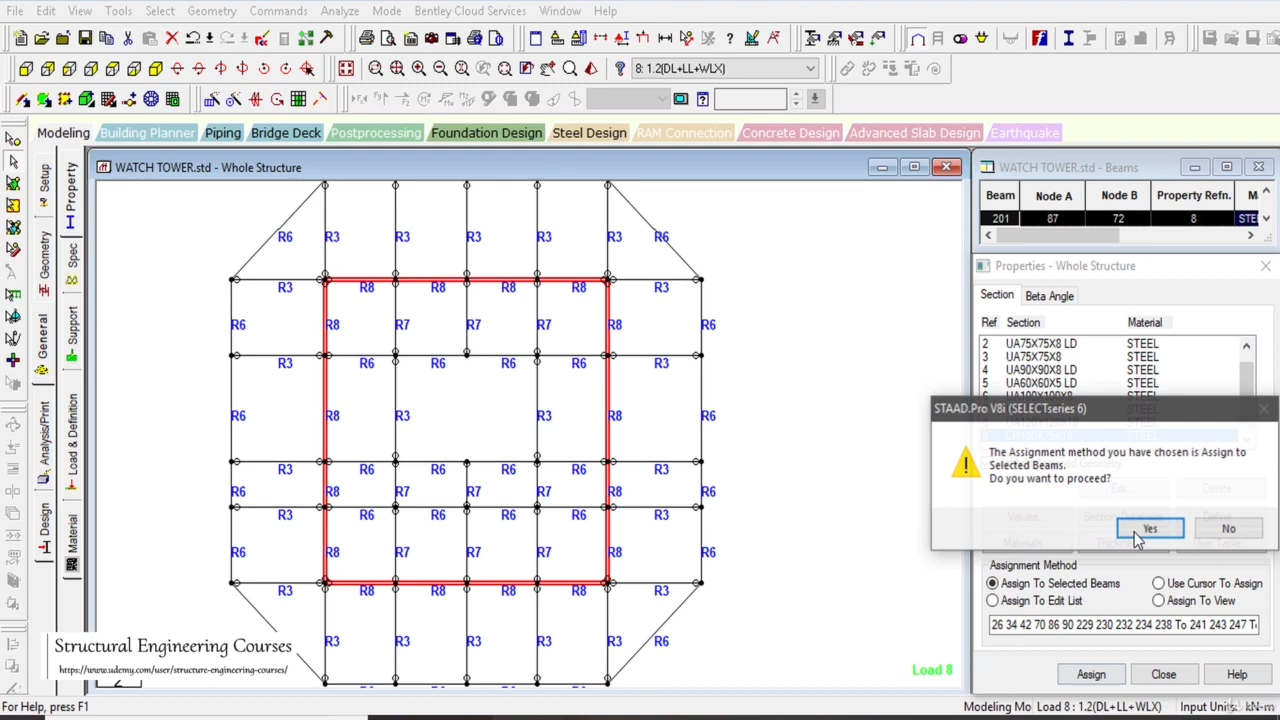 File Edit View Tools Select Geometry Commands Analyze Mode Bentley Cloud Services Window Help
8: 1.2(DL+LL+WLX)
Modeling Building Planner Piping Bridge Deck Postprocessing Foundation Design Steel Design RAM Connection Concrete Design Advanced Slab Design Earthquake
Setup
Geometry
General
Analysis/Print
Design
Property
Spec
Support
Load & Definition
Material
WATCH TOWER.std - Whole Structure
R6 R3 R3 R3 R3 R3 R6
R3 R8 R8 R8 R8 R3
R6 R8 R7 R7 R7 R8 R6
R3 R6 R6 R6 R6 R3
R6 R8 R3 R3 R8 R6
R3 R6 R6 R6 R6 R3
R6 R8 R7 R7 R7 R8 R6
R3 R6 R6 R6 R6 R3
R6 R8 R7 R7 R7 R8 R6
R3 R8 R8 R8 R8 R3
R3 R3 R3 R3 R3 R6
Load 8
Structural Engineering Courses
https://www.udemy.com/user/structure-engineering-courses/
WATCH TOWER.std - Beams
Beam Node A Node B Property Refn.
201 87 72 8 STE
Properties - Whole Structure
Section Beta Angle
Ref Section Material
2 UA75X75X8 LD STEEL
3 UA75X75X8 STEEL
4 UA90X90X8 LD STEEL
5 UA60X60X5 LD STEEL
STAAD.Pro V8i (SELECTseries 6)
The Assignment method you have chosen is Assign to
Selected Beams.
Do you want to proceed?
Yes No
Assignment Method
Assign To Selected Beams Use Cursor To Assign
Assign To Edit List Assign To View
26 34 42 70 86 90 229 230 232 234 238 To 241 243 247 T
Assign Close Help
For Help, press F1
Modeling Mo Load 8 : 1.2(DL+LL+WLX) Input Units: kN-m